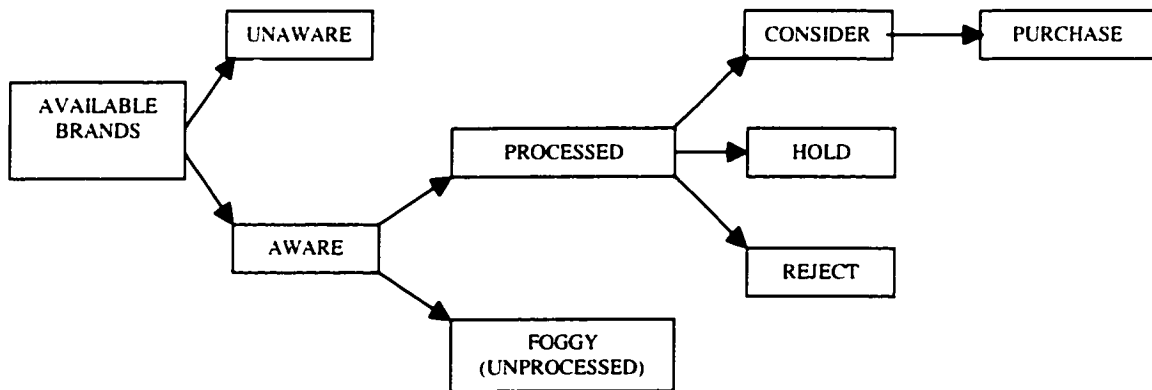 UNAWARE
CONSIDER
PURCHASE
AVAILABLE
BRANDS
PROCESSED
HOLD
AWARE
REJECT
FOGGY
(UNPROCESSED)